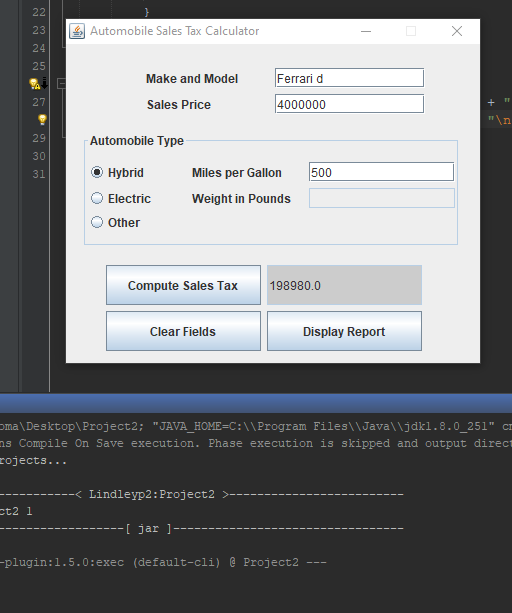 22 }
23
24
25
27 + "
"\n
29
30
31
Automobile Sales Tax Calculator
Make and Model Ferrari d
Sales Price 4000000
Automobile Type
Hybrid Miles per Gallon 500
Electric Weight in Pounds
Other
Compute Sales Tax 198980.0
Clear Fields Display Report
oma\Desktop\Project2; "JAVA_HOME=C:\\Program Files\\Java\\jdk1.8.0_251" cm
ns Compile On Save execution. Phase execution is skipped and output direct
rojects...
-----------< Lindleyp2:Project2 >------------------------
ct2 1
------------------[ jar ]---------------------------------
-plugin:1.5.0:exec (default-cli) @ Project2 ---